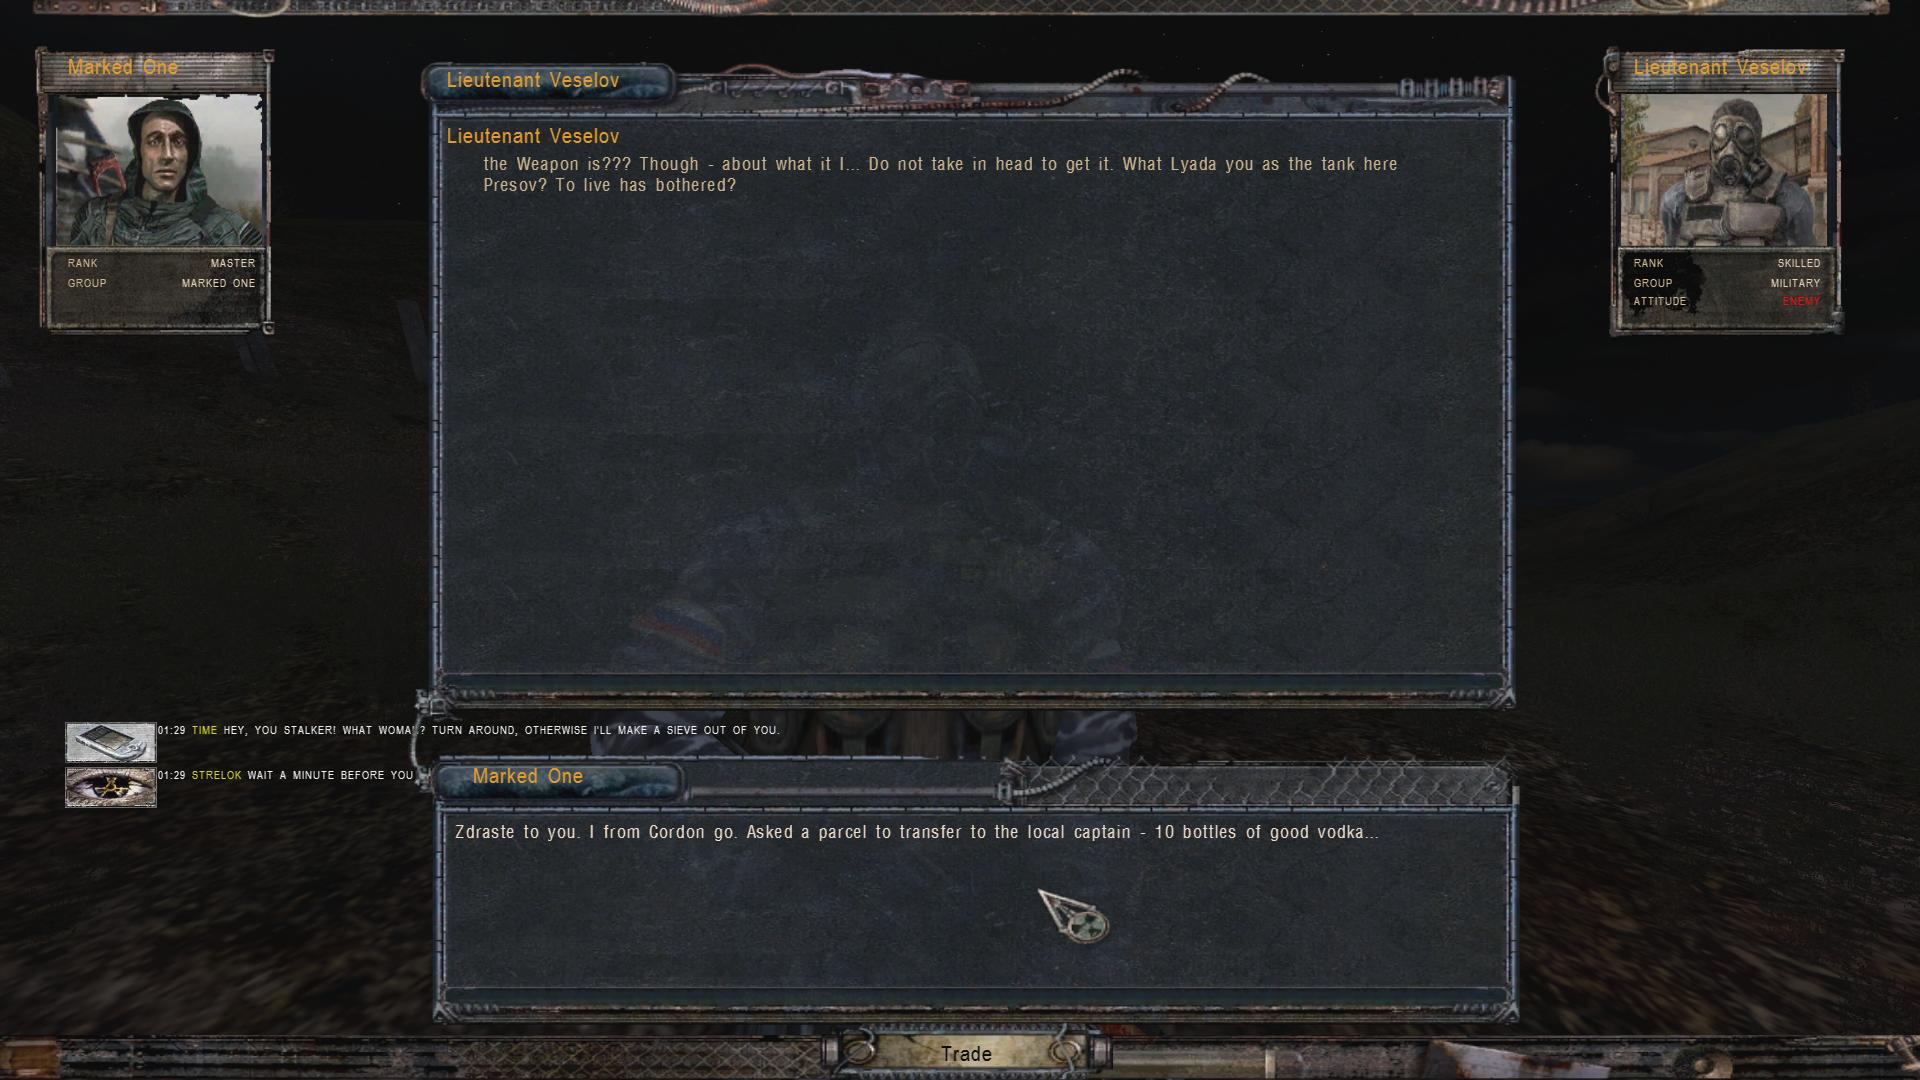 Marked One
RANK MASTER
GROUP MARKED ONE
Lieutenant Veselov
Lieutenant Veselov
the Weapon is??? Though - about what it I... Do not take in head to get it. What Lyada you as the tank here
Presov? To live has bothered?
Lieutenant Veselov
RANK SKILLED
GROUP MILITARY
ATTITUDE ENEMY
01:29 TIME HEY, YOU STALKER! WHAT ? TURN AROUND, OTHERWISE I'LL MAKE A SIEVE OUT OF YOU.
01:29 STRELOK WAIT A MINUTE BEFORE YOU
Marked One
Zdraste to you. I from Cordon go. Asked a parcel to transfer to the local captain - 10 bottles of good vodka...
Trade